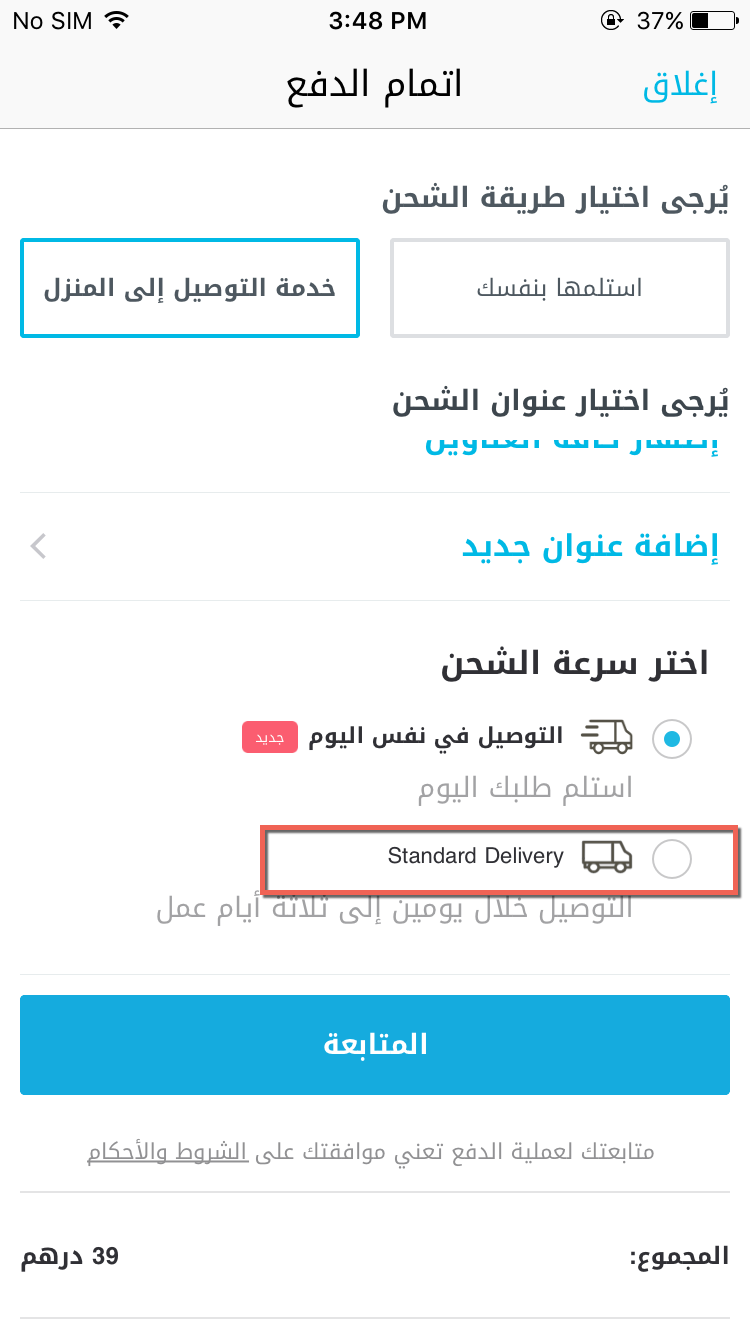 No SIM 3:48 PM 37%
إغلاق اتمام الدفع
يُرجى اختيار طريقة الشحن
استلمها بنفسك خدمة التوصيل إلى المنزل
يُرجى اختيار عنوان الشحن
إضافة عنوان جديد
اختر سرعة الشحن
التوصيل في نفس اليوم جديد
استلم طلبك اليوم
Standard Delivery
التوصيل خلال يومين إلى ثلاثة أيام عمل
المتابعة
متابعتك لعملية الدفع تعني موافقتك على الشروط والأحكام
المجموع: 39 درهم